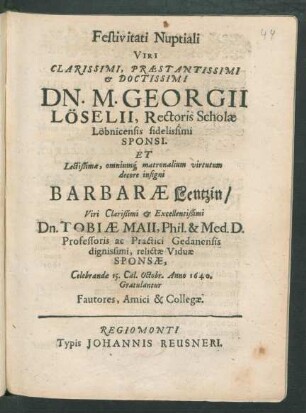 44
Festivitati Nuptiali
VIRI
CLARISSIMI, PRÆSTANTISSIMI
& DOCTISSIMI
DN. M. GEORGII
LÖSELII, Rectoris Scholæ
Löbnicensis fidelissimi
SPONSI.
ET
Lectissimæ, omniumq; matronalium virtutum
decore insigni
BARBARÆ Lentzin/
Viri Clarissimi & Excellentissimi
Dn. TOBIÆ MAII, Phil. & Med. D.
Professoris ac Practici Gedanensis
dignissimi, relictæ Viduæ
SPONSÆ,
Celebrandæ 15. Cal. Octobr. Anno 1640.
Gratulantur
Fautores, Amici & Collegæ.
REGIOMONTI
Typis JOHANNIS REUSNERI.